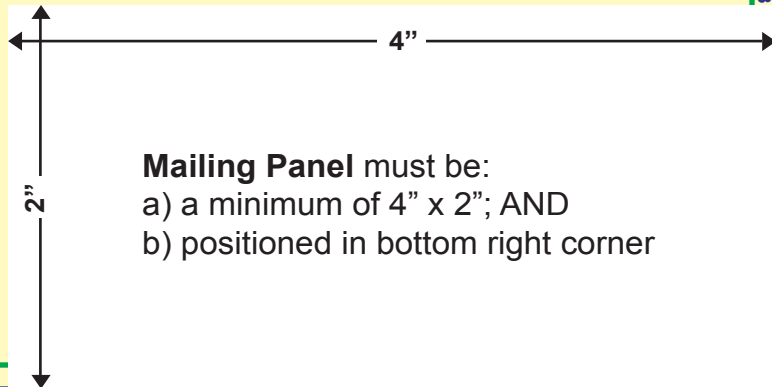 4”
2”
Mailing Panel must be:
a) a minimum of 4” x 2”; AND
b) positioned in bottom right corner